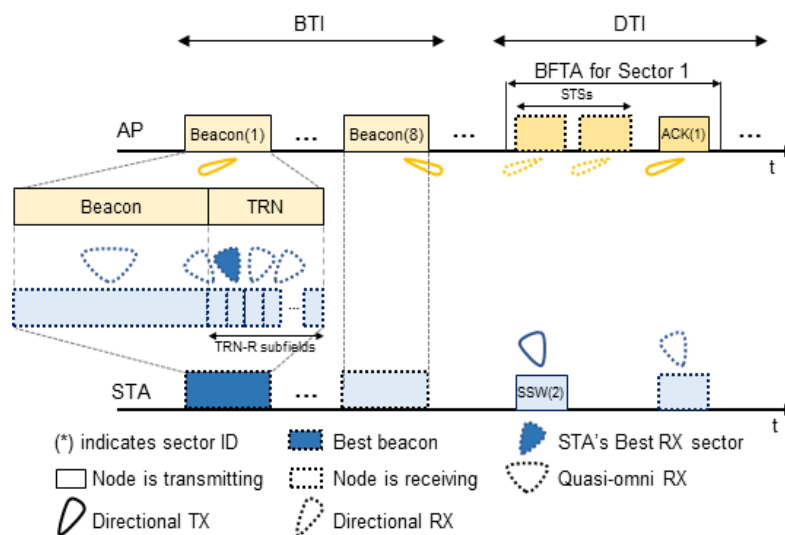 BTI
DTI
BFTA for Sector 1
STSs
AP
Beacon(1)
...
Beacon(8)
...
ACK(1)
...
t
Beacon
TRN
...
TRN-R subfields
STA
...
SSW(2)
t
(*) indicates sector ID
Best beacon
STA's Best RX sector
Node is transmitting
Node is receiving
Quasi-omni RX
Directional TX
Directional RX